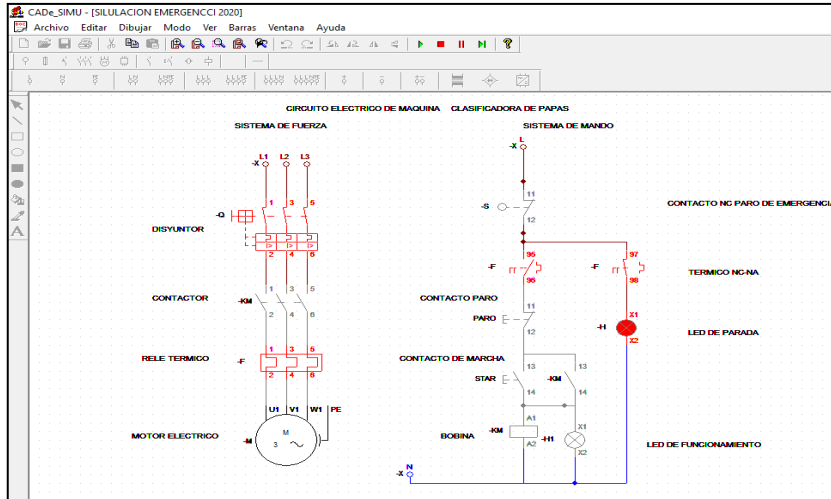 CADe_SIMU - [SILULACION EMERGENCCI 2020]
Archivo Editar Dibujar Modo Ver Barras Ventana Ayuda
CIRCUITO ELECTRICO DE MAQUINA CLASIFICADORA DE PAPAS
SISTEMA DE FUERZA
SISTEMA DE MANDO
-X L1 L2 L3
-Q 1 3 5
DISYUNTOR
2 4 6
CONTACTOR
-KM 1 3 5
2 4 6
RELE TERMICO
-F 1 3 5
2 4 6
U1 V1 W1 PE
MOTOR ELECTRICO
-M M
3
-X L
11
-S
CONTACTO NC PARO DE EMERGENCIA
12
95 97
-F -F
TERMICO NC-NA
96 98
CONTACTO PARO
11
PARO
12
X1
-H
LED DE PARADA
X2
CONTACTO DE MARCHA
13 13
STAR -KM
14 14
A1 X1
BOBINA
-KM -H1
A2 X2
LED DE FUNCIONAMIENTO
-X N